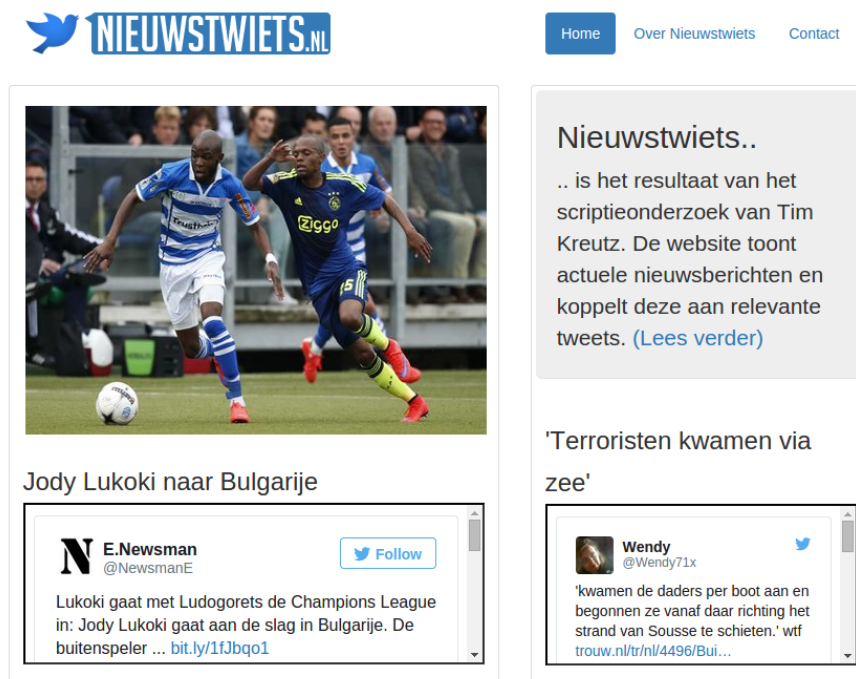 NIEUWSTWIETS.NL
Home Over Nieuwstwiets Contact
Ziggo
Jody Lukoki naar Bulgarije
N E.Newsman
@NewsmanE
Follow
Lukoki gaat met Ludogorets de Champions League
in: Jody Lukoki gaat aan de slag in Bulgarije. De
buitenspeler ... bit.ly/1fJbqo1
Nieuwstwiets..
.. is het resultaat van het
scriptieonderzoek van Tim
Kreutz. De website toont
actuele nieuwsberichten en
koppelt deze aan relevante
tweets. (Lees verder)
'Terroristen kwamen via
zee'
Wendy
@Wendy71x
'kwamen de daders per boot aan en
begonnen ze vanaf daar richting het
strand van Sousse te schieten.' wtf
trouw.nl/tr/nl/4496/Bui…